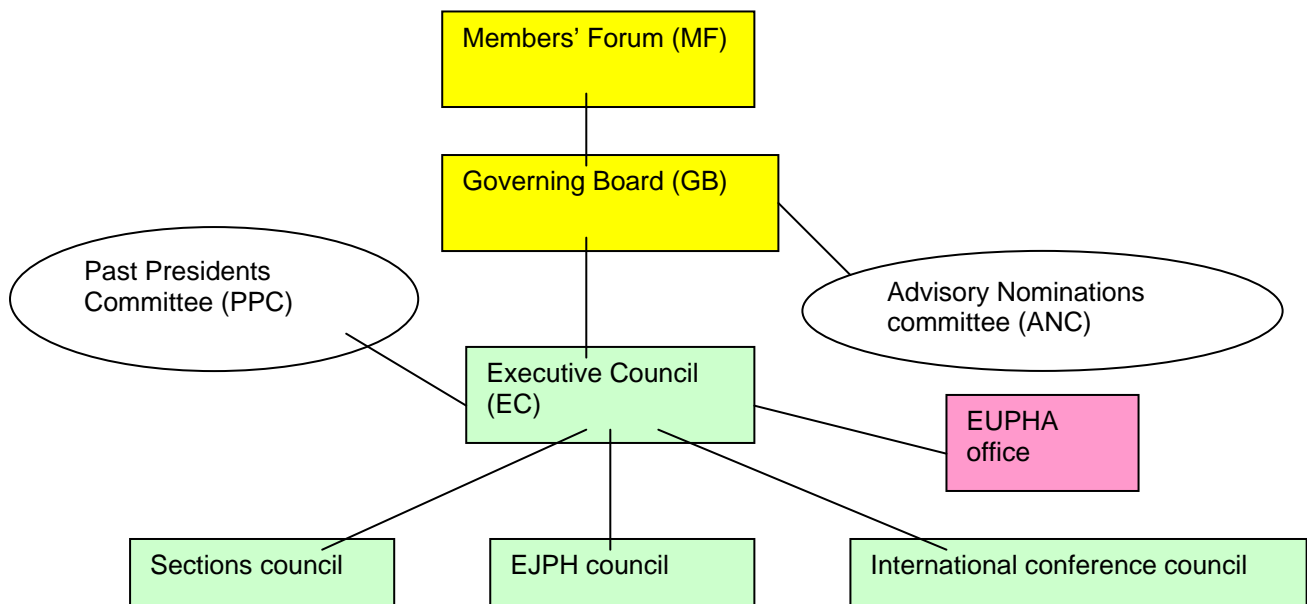 Members’ Forum (MF)
Governing Board (GB)
Past Presidents
Committee (PPC)
Advisory Nominations
committee (ANC)
Executive Council
(EC)
EUPHA
office
Sections council
EJPH council
International conference council